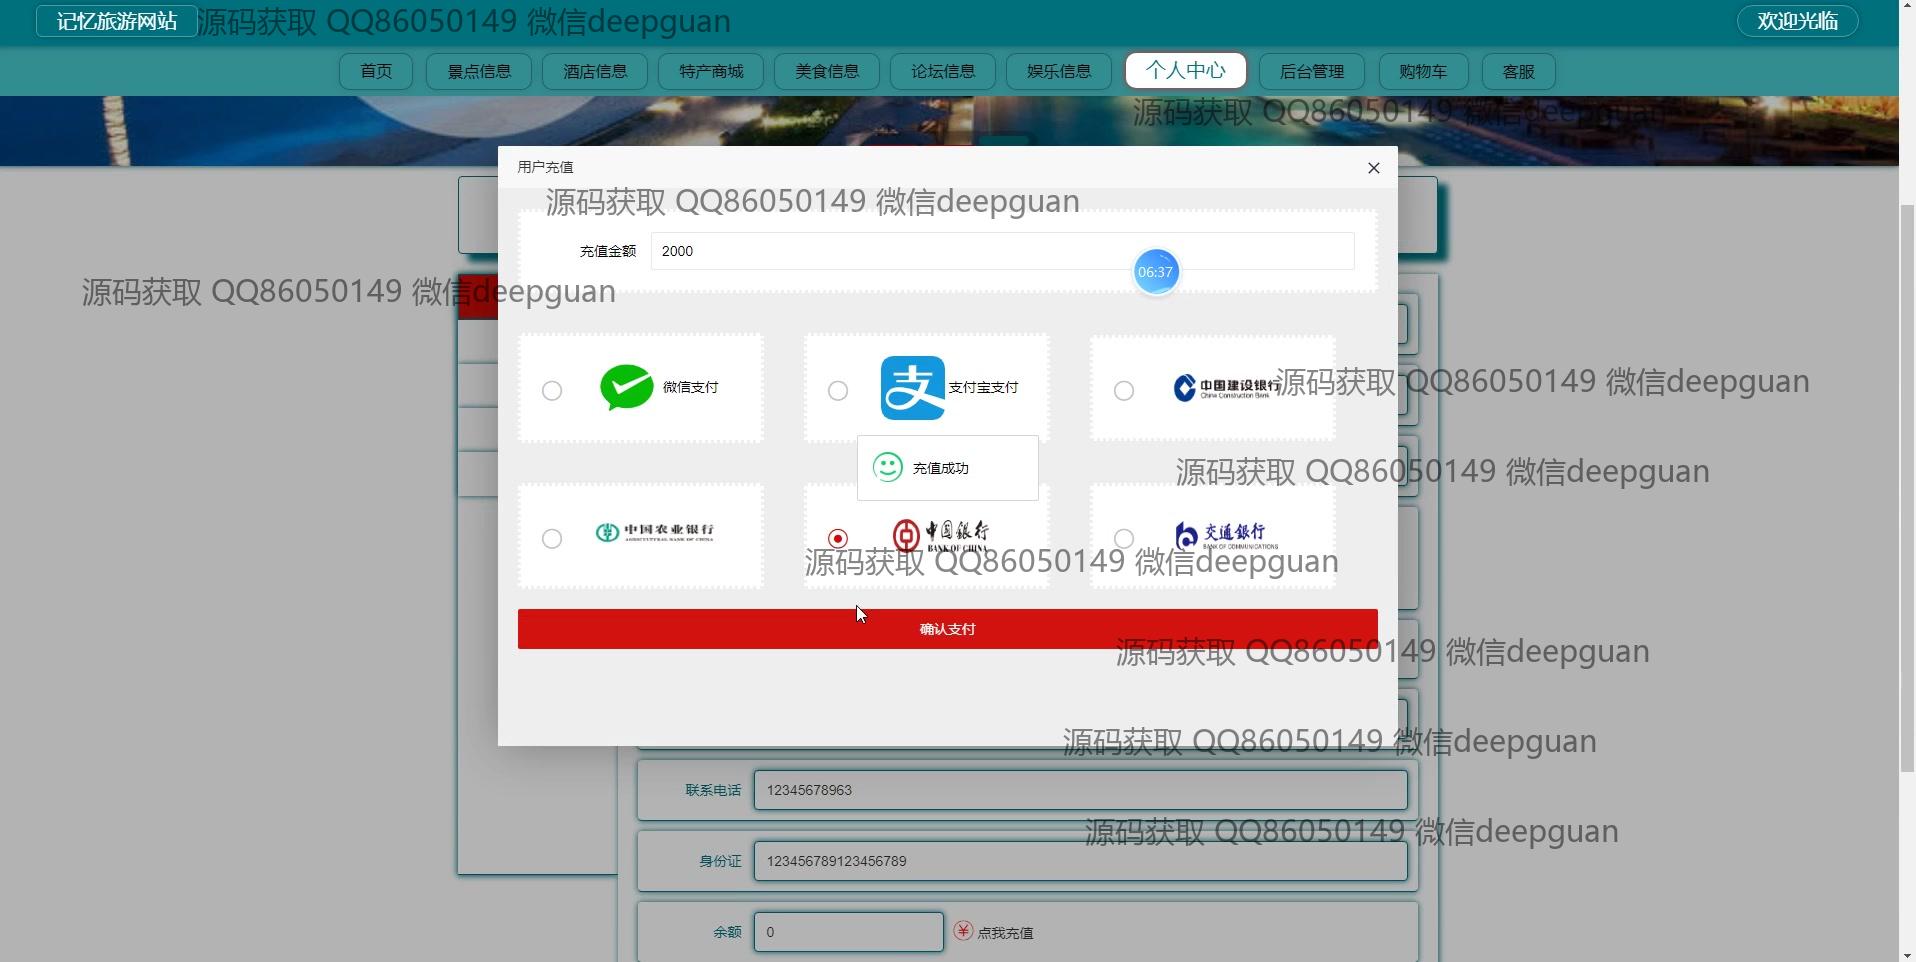 记忆旅游网站
源码获取 QQ86050149 微信deepguan
欢迎光临
首页
景点信息
酒店信息
特产商城
美食信息
论坛信息
娱乐信息
个人中心
后台管理
购物车
客服
源码获取 QQ86050149 微信deepguan
用户充值
源码获取 QQ86050149 微信deepguan
充值金额
2000
06:37
源码获取 QQ86050149 微信deepguan
微信支付
支
支付宝支付
中国建设银行
China Construction Bank
源码获取 QQ86050149 微信deepguan
充值成功
源码获取 QQ86050149 微信deepguan
中国农业银行
AGRICULTURAL BANK OF CHINA
中国银行
BANK OF CHINA
交通银行
BANK OF COMMUNICATIONS
源码获取 QQ86050149 微信deepguan
确认支付
源码获取 QQ86050149 微信deepguan
源码获取 QQ86050149 微信deepguan
联系电话
12345678963
源码获取 QQ86050149 微信deepguan
身份证
123456789123456789
余额
0
¥
点我充值